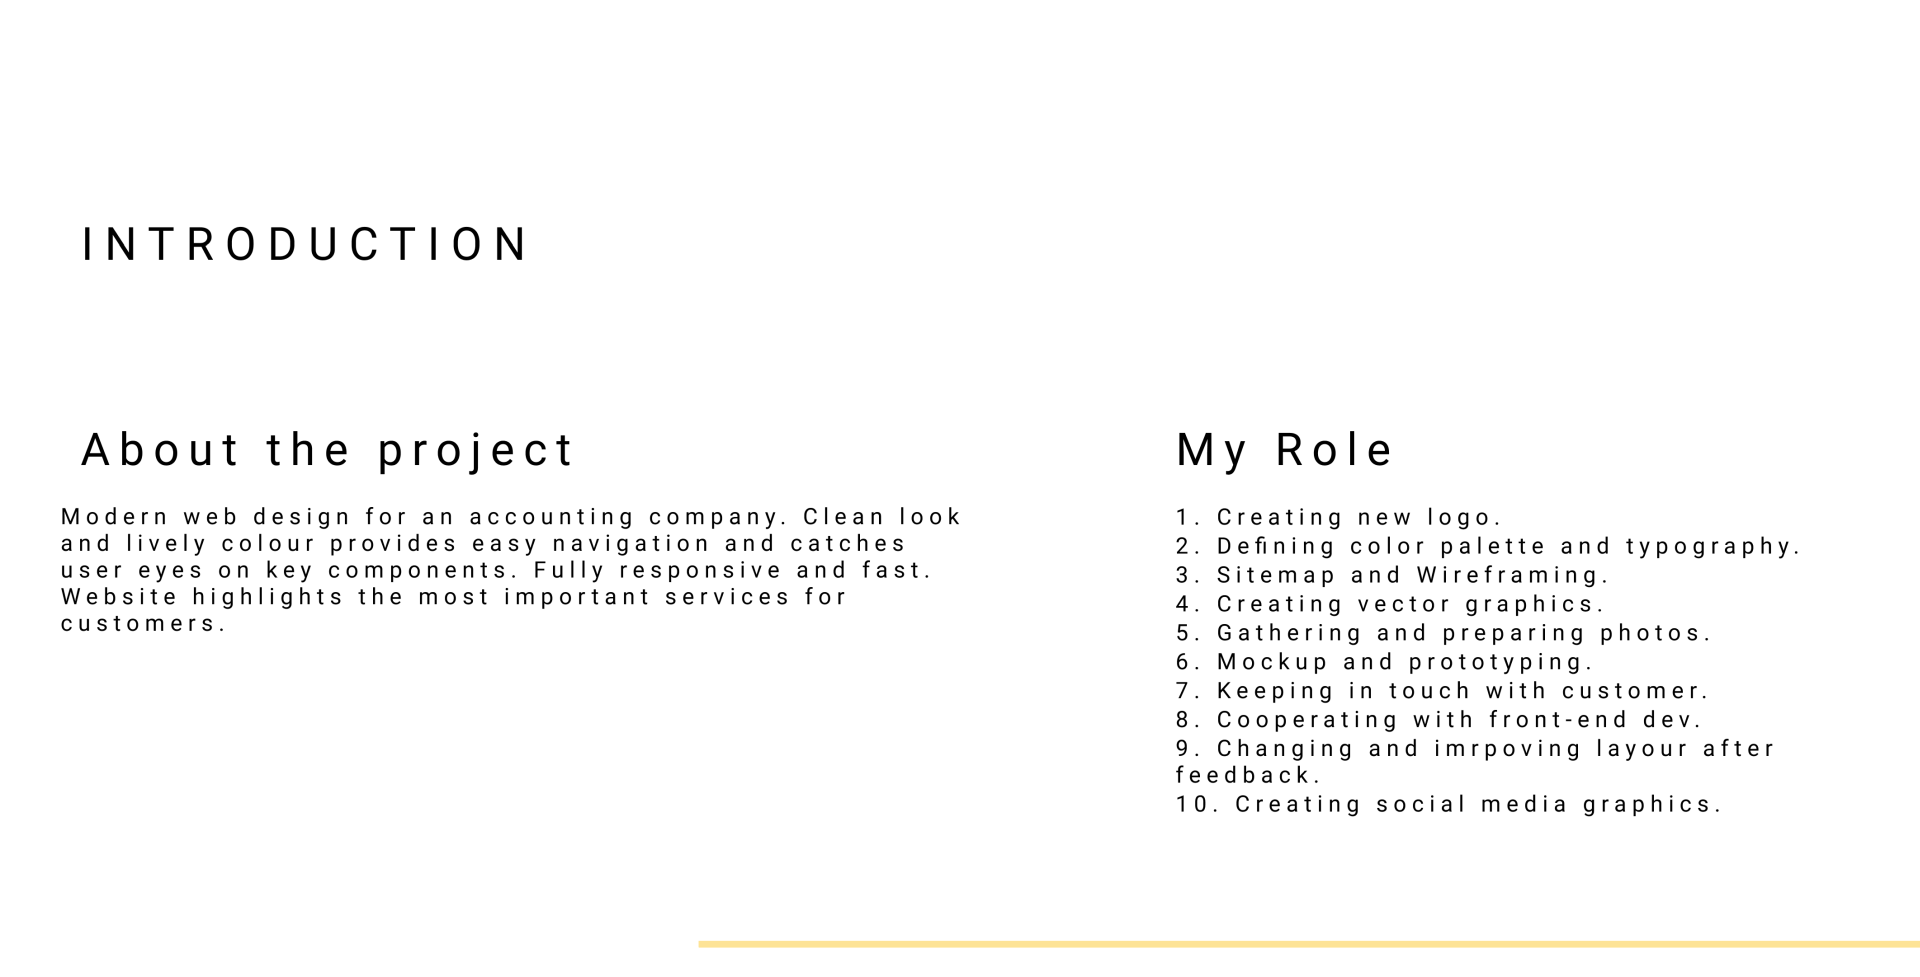 INTRODUCTION
About the project
Modern web design for an accounting company. Clean look
and lively colour provides easy navigation and catches
user eyes on key components. Fully responsive and fast.
Website highlights the most important services for
customers.
My Role
1. Creating new logo.
2. Defining color palette and typography.
3. Sitemap and Wireframing.
4. Creating vector graphics.
5. Gathering and preparing photos.
6. Mockup and prototyping.
7. Keeping in touch with customer.
8. Cooperating with front-end dev.
9. Changing and imrpoving layour after
feedback.
10. Creating social media graphics.